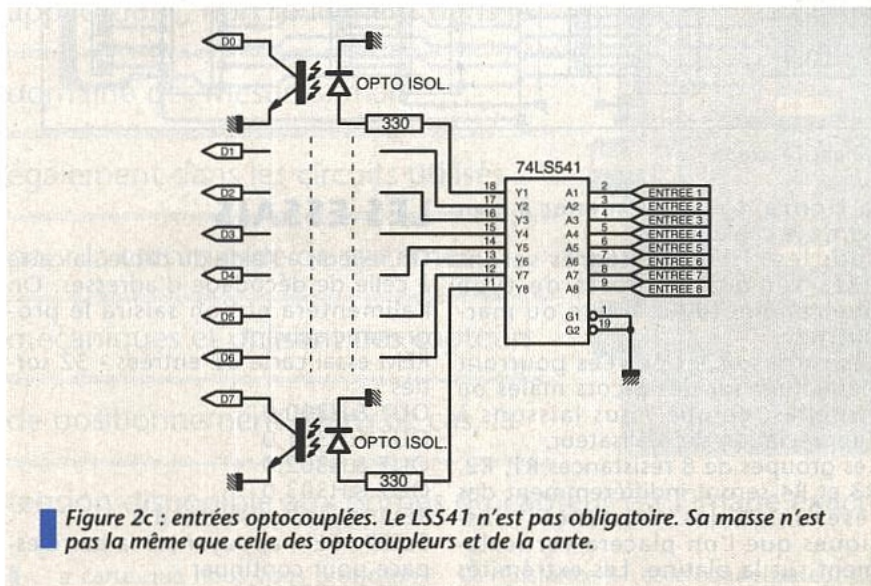 D0
OPTO ISOL.
330
D1
D2
D3
D4
D5
D6
D7
OPTO ISOL.
330
74LS541
18 Y1 A1 2 ENTREE 1
17 Y2 A2 3 ENTREE 2
16 Y3 A3 4 ENTREE 3
15 Y4 A4 5 ENTREE 4
14 Y5 A5 6 ENTREE 5
13 Y6 A6 7 ENTREE 6
12 Y7 A7 8 ENTREE 7
11 Y8 A8 9 ENTREE 8
G1 1
G2 19
Figure 2c : entrées optocouplées. Le LS541 n'est pas obligatoire. Sa masse n'est
pas la même que celle des optocoupleurs et de la carte.